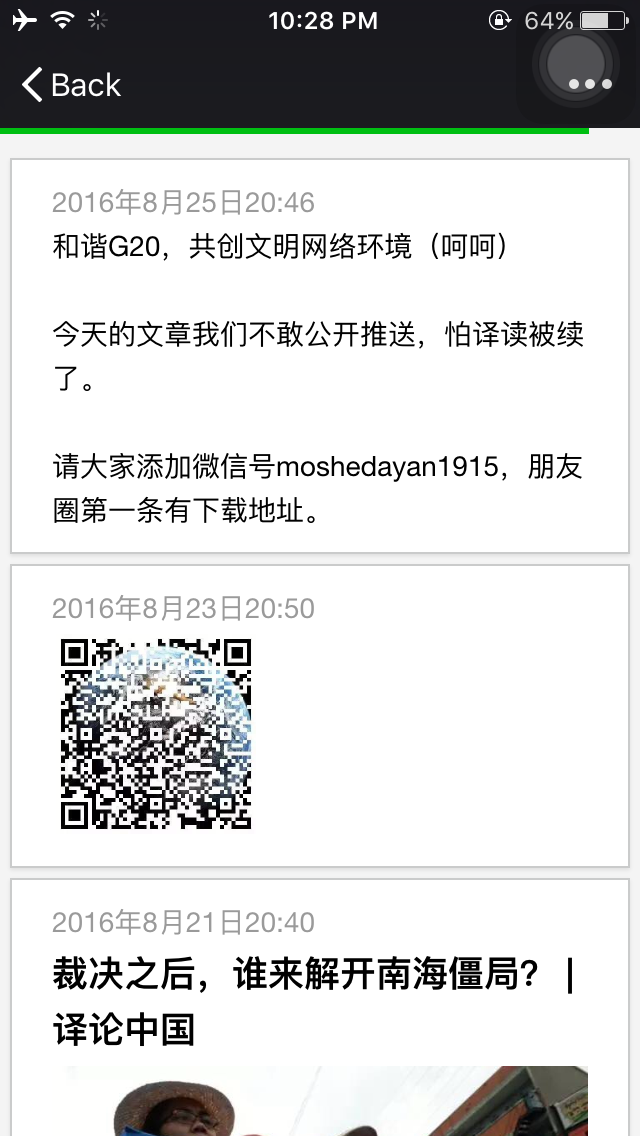 10:28 PM
64%
Back
2016年8月25日20:46
和谐G20，共创文明网络环境（呵呵）
今天的文章我们不敢公开推送，怕译读被续
了。
请大家添加微信号moshedayan1915，朋友
圈第一条有下载地址。
2016年8月23日20:50
2016年8月21日20:40
裁决之后，谁来解开南海僵局？ |
译论中国